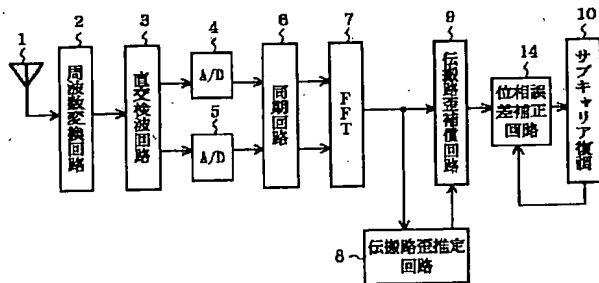 1
2
3
4
5
6
7
8
9
10
14
周波数変換回路
直交検波回路
A/D
A/D
同期回路
FFT
伝搬路歪補償回路
伝搬路歪推定
回路
位相誤
差補正
回路
サブキャリア復調